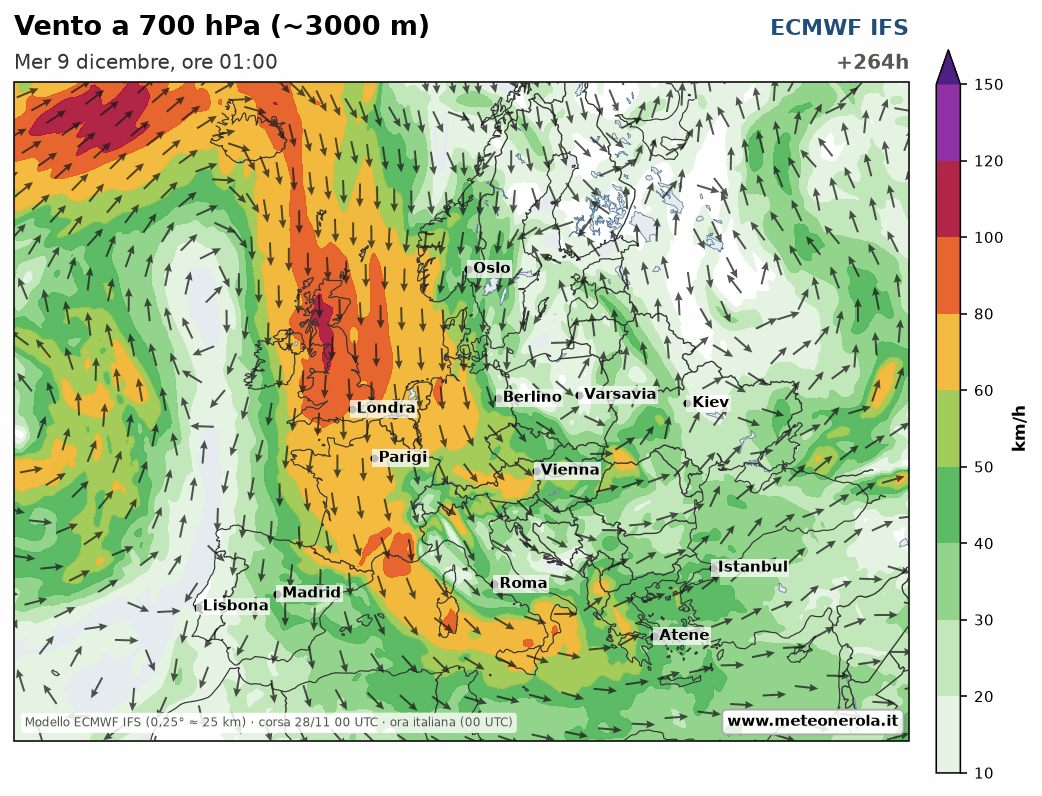 Vento a 700 hPa (~3000 m)
ECMWF IFS
Mer 9 dicembre, ore 01:00
+264h
150
120
100
80
60
50
40
30
20
10
km/h
Oslo
Berlino
Varsavia
Kiev
Londra
Parigi
Vienna
Istanbul
Roma
Madrid
Lisbona
Atene
Modello ECMWF IFS (0,25° ≈ 25 km) · corsa 28/11 00 UTC · ora italiana (00 UTC)
www.meteonerola.it